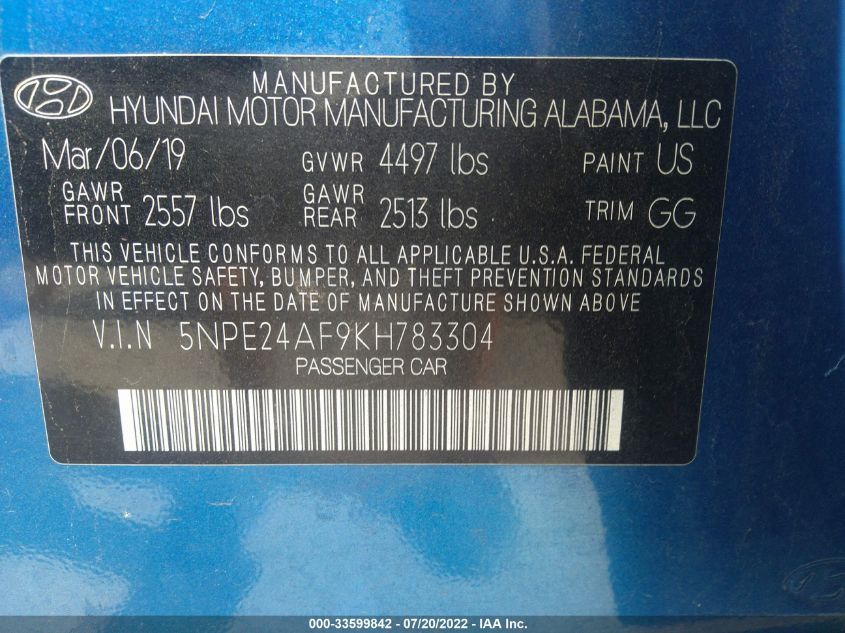 MANUFACTURED BY
HYUNDAI MOTOR MANUFACTURING ALABAMA, LLC
Mar/06/19 GVWR 4497 lbs PAINT US
GAWR FRONT 2557 lbs GAWR REAR 2513 lbs TRIM GG
THIS VEHICLE CONFORMS TO ALL APPLICABLE U.S.A. FEDERAL
MOTOR VEHICLE SAFETY, BUMPER, AND THEFT PREVENTION STANDARDS
IN EFFECT ON THE DATE OF MANUFACTURE SHOWN ABOVE
V.I.N 5NPE24AF9KH783304
PASSENGER CAR
000-33599842 - 07/20/2022 - IAA Inc.